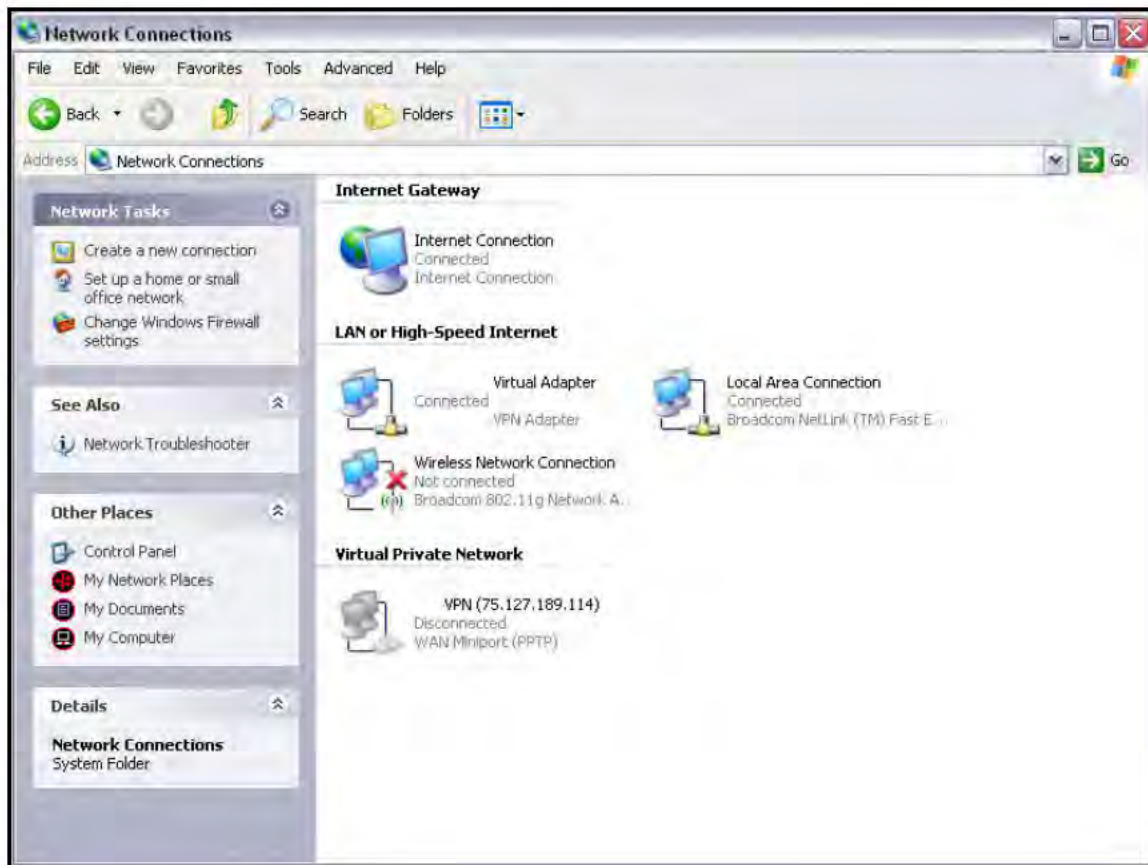 Network Connections
File Edit View Favorites Tools Advanced Help
Back Search Folders
Address Network Connections Go
Network Tasks
Create a new connection
Set up a home or small
office network
Change Windows Firewall
settings
See Also
Network Troubleshooter
Other Places
Control Panel
My Network Places
My Documents
My Computer
Details
Network Connections
System Folder
Internet Gateway
Internet Connection
Connected
Internet Connection
LAN or High-Speed Internet
Virtual Adapter
Connected
VPN Adapter
Local Area Connection
Connected
Broadcom NetLink (TM) Fast E...
Wireless Network Connection
Not connected
Broadcom 802.11g Network A...
Virtual Private Network
VPN (75.127.189.114)
Disconnected
WAN Miniport (PPTP)